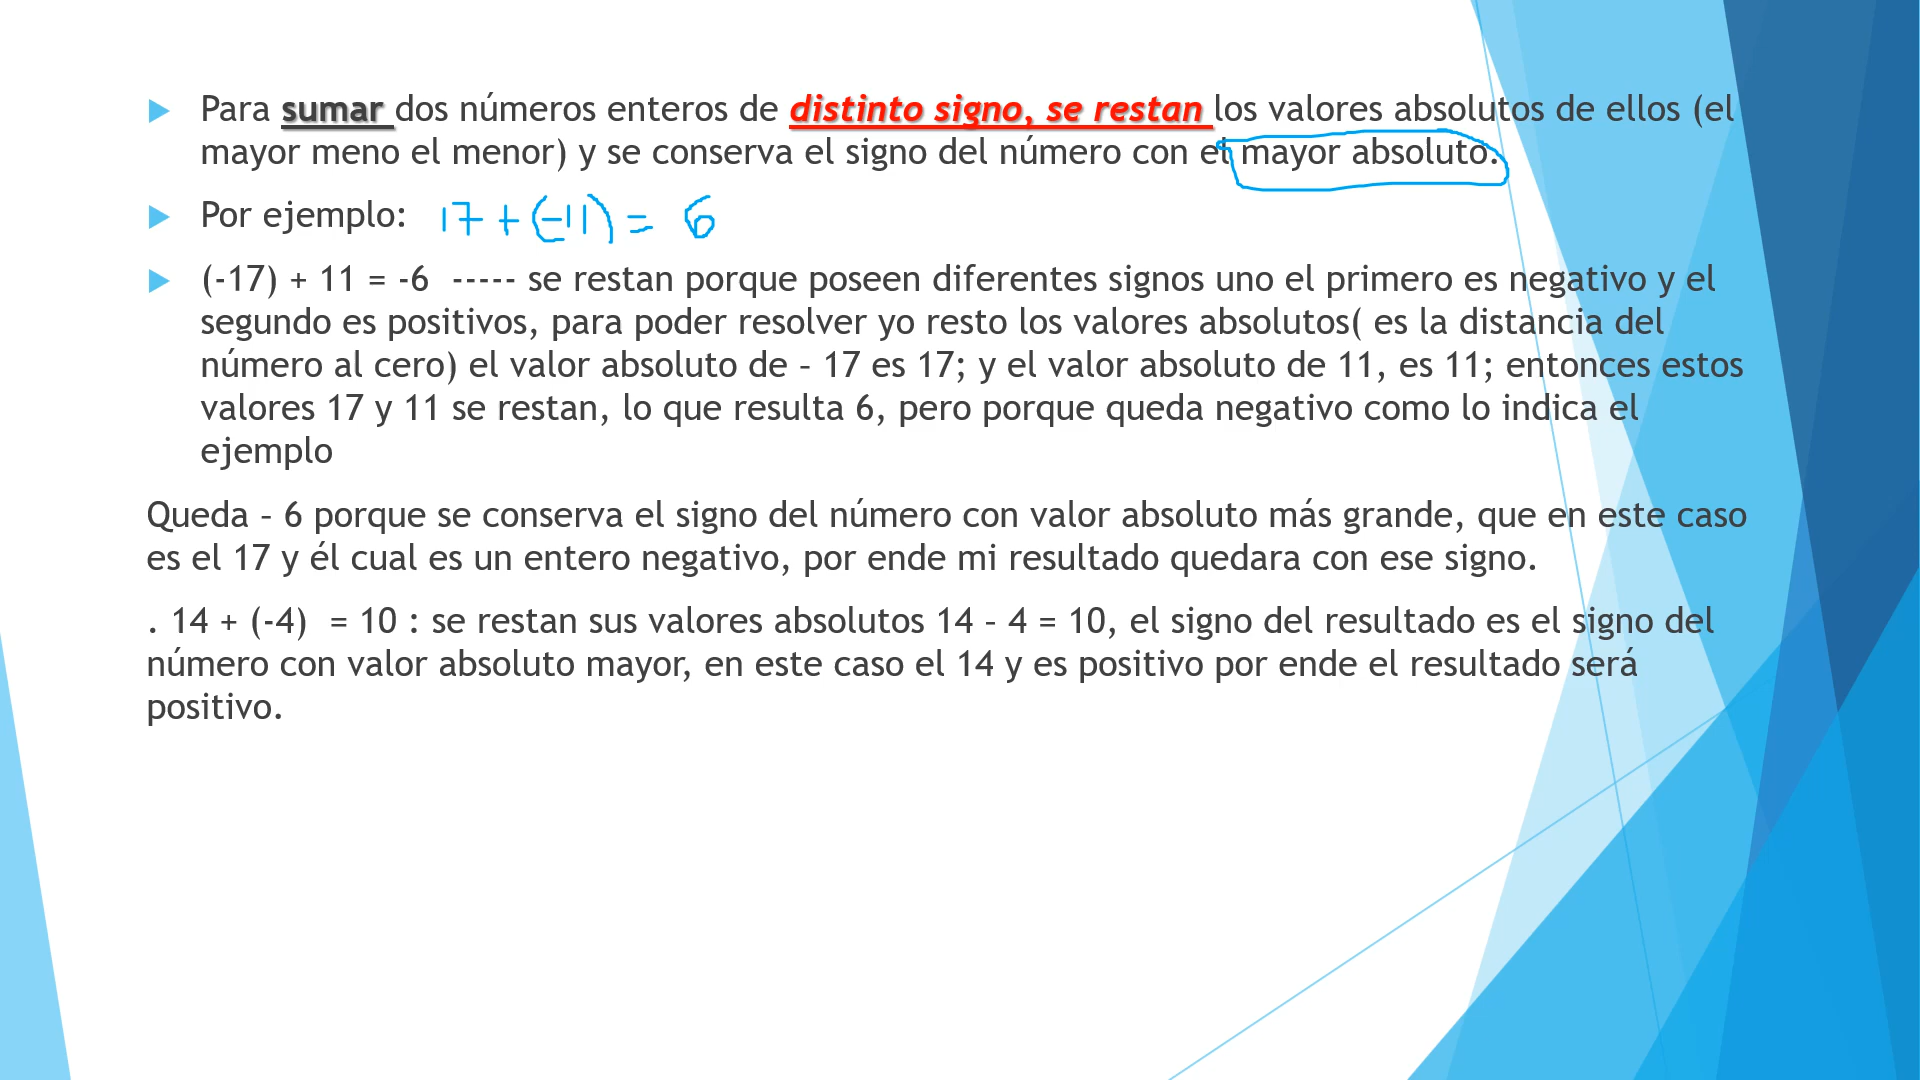 Para sumar dos números enteros de distinto signo, se restan los valores absolutos de ellos (el
mayor meno el menor) y se conserva el signo del número con el mayor absoluto.
Por ejemplo: 17 + (-11) = 6
(-17) + 11 = -6 ----- se restan porque poseen diferentes signos uno el primero es negativo y el
segundo es positivos, para poder resolver yo resto los valores absolutos( es la distancia del
número al cero) el valor absoluto de – 17 es 17; y el valor absoluto de 11, es 11; entonces estos
valores 17 y 11 se restan, lo que resulta 6, pero porque queda negativo como lo indica el
ejemplo
Queda – 6 porque se conserva el signo del número con valor absoluto más grande, que en este caso
es el 17 y él cual es un entero negativo, por ende mi resultado quedara con ese signo.
. 14 + (-4) = 10 : se restan sus valores absolutos 14 – 4 = 10, el signo del resultado es el signo del
número con valor absoluto mayor, en este caso el 14 y es positivo por ende el resultado será
positivo.